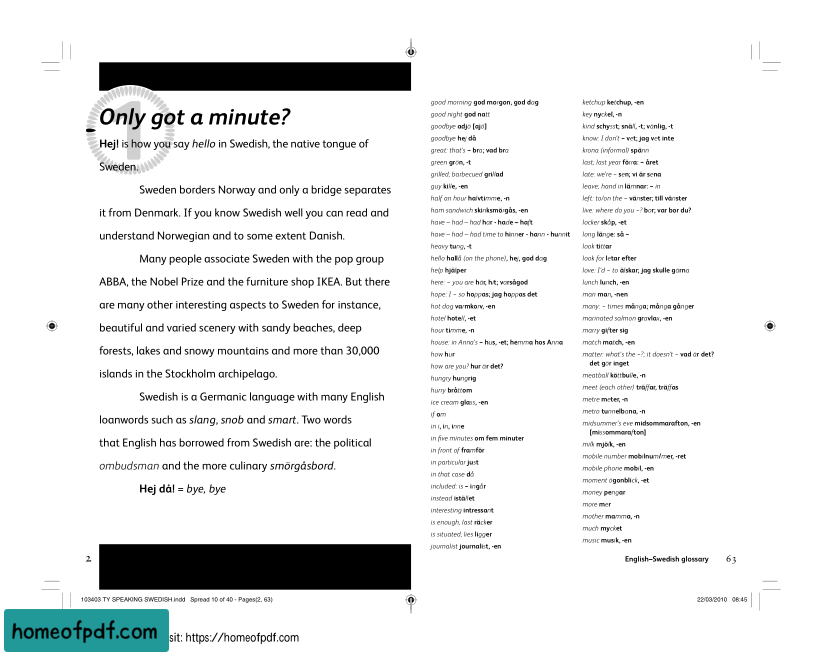 1
Only got a minute?
Hej! is how you say hello in Swedish, the native tongue of
Sweden.
Sweden borders Norway and only a bridge separates
it from Denmark. If you know Swedish well you can read and
understand Norwegian and to some extent Danish.
Many people associate Sweden with the pop group
ABBA, the Nobel Prize and the furniture shop IKEA. But there
are many other interesting aspects to Sweden for instance,
beautiful and varied scenery with sandy beaches, deep
forests, lakes and snowy mountains and more than 30,000
islands in the Stockholm archipelago.
Swedish is a Germanic language with many English
loanwords such as slang, snob and smart. Two words
that English has borrowed from Swedish are: the political
ombudsman and the more culinary smörgåsbord.
Hej då! = bye, bye
2
good morning god morgon, god dag
good night god natt
goodbye adjö [ajö]
goodbye hej då
great: that's – bra; vad bra
green grön, -t
grilled, barbecued grillad
guy kille, -en
half an hour halvtimme, -n
ham sandwich skinksmörgås, -en
have – had – had har - hade – haft
have – had – had time to hinner - hann - hunnit
heavy tung, -t
hello hallå (on the phone), hej, god dag
help hjälper
here: – you are här, hit; varsågod
hope: I – so hoppas; jag hoppas det
hot dog varmkorv, -en
hotel hotell, -et
hour timme, -n
house: in Anna's – hus, -et; hemma hos Anna
how hur
how are you? hur är det?
hungry hungrig
hurry bråttom
ice cream glass, -en
if om
in i, in, inne
in five minutes om fem minuter
in front of framför
in particular just
in that case då
included: is – ingår
instead istället
interesting intressant
is enough, last räcker
is situated, lies ligger
journalist journalist, -en
ketchup ketchup, -en
key nyckel, -n
kind schysst; snäll, -t; vänlig, -t
know: I don't – vet; jag vet inte
krona (informal) spänn
last, last year förra: – året
late: we're – sen; vi är sena
leave, hand in lämnar: – in
left: to/on the – vänster; till vänster
live: where do you –? bor; var bor du?
locker skåp, -et
long länge: så –
look tittar
look for letar efter
love: I'd – to älskar; jag skulle gärna
lunch lunch, -en
man man, -nen
many: – times många; många gånger
marinated salmon gravlax, -en
marry gifter sig
match match, -en
matter: what's the –?; it doesn't – vad är det?
det gör inget
meatball köttbulle, -n
meet (each other) träffar, träffas
metre meter, -n
metro tunnelbana, -n
midsummer's eve midsommarafton, -en
[missommara/ton]
milk mjölk, -en
mobile number mobilnummer, -ret
mobile phone mobil, -en
moment ögonblick, -et
money pengar
more mer
mother mamma, -n
much mycket
music musik, -en
English–Swedish glossary 63
103403 TY SPEAKING SWEDISH.indd Spread 10 of 40 - Pages(2, 63)
22/03/2010 08:45
homeofpdf.com
sit: https://homeofpdf.com